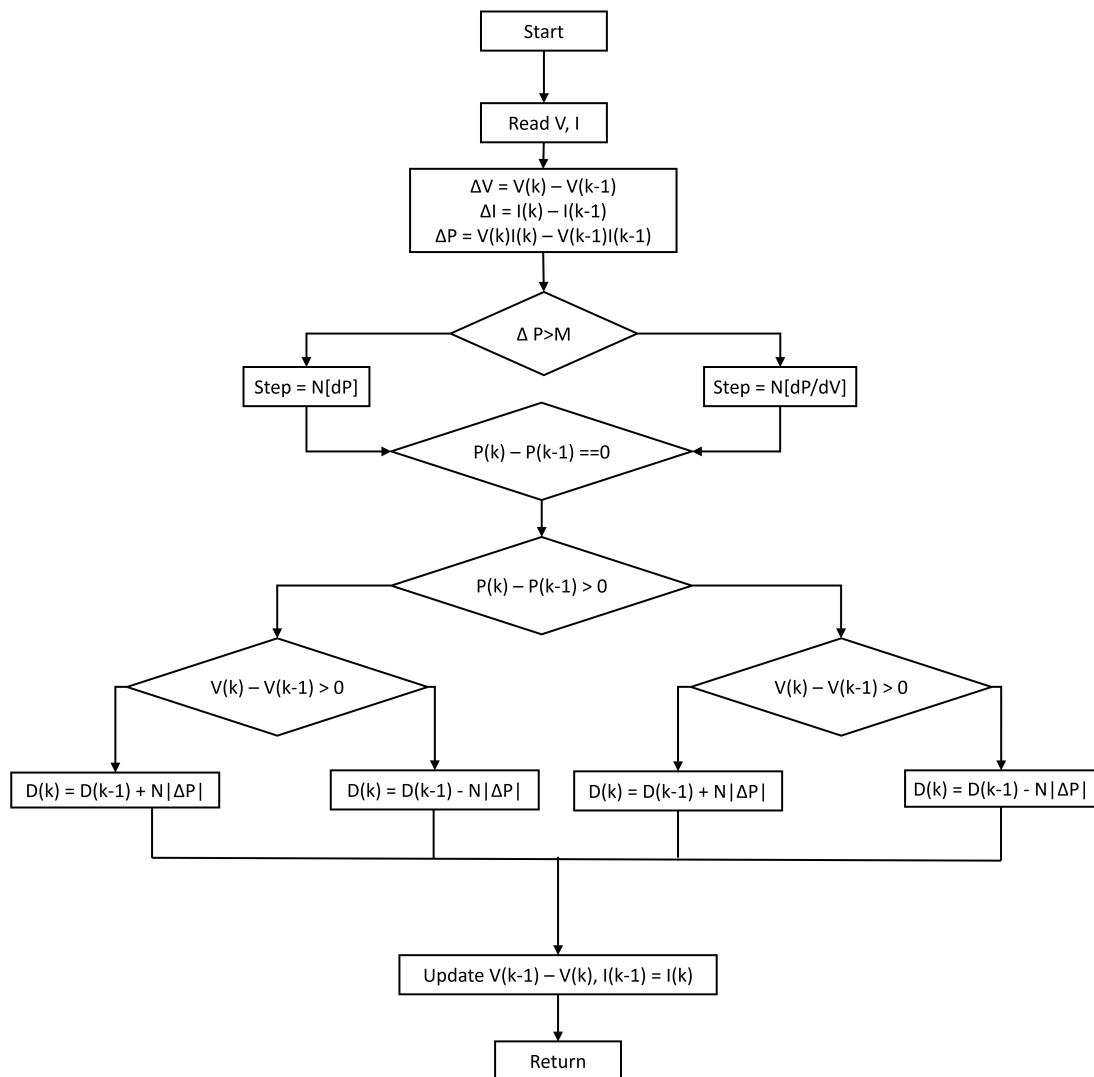 Start
Read V, I
ΔV = V(k) – V(k-1)
ΔI = I(k) – I(k-1)
ΔP = V(k)I(k) – V(k-1)I(k-1)
Δ P>M
Step = N[dP]
Step = N[dP/dV]
P(k) – P(k-1) ==0
P(k) – P(k-1) > 0
V(k) – V(k-1) > 0
V(k) – V(k-1) > 0
D(k) = D(k-1) + N|ΔP|
D(k) = D(k-1) - N|ΔP|
D(k) = D(k-1) + N|ΔP|
D(k) = D(k-1) - N|ΔP|
Update V(k-1) – V(k), I(k-1) = I(k)
Return